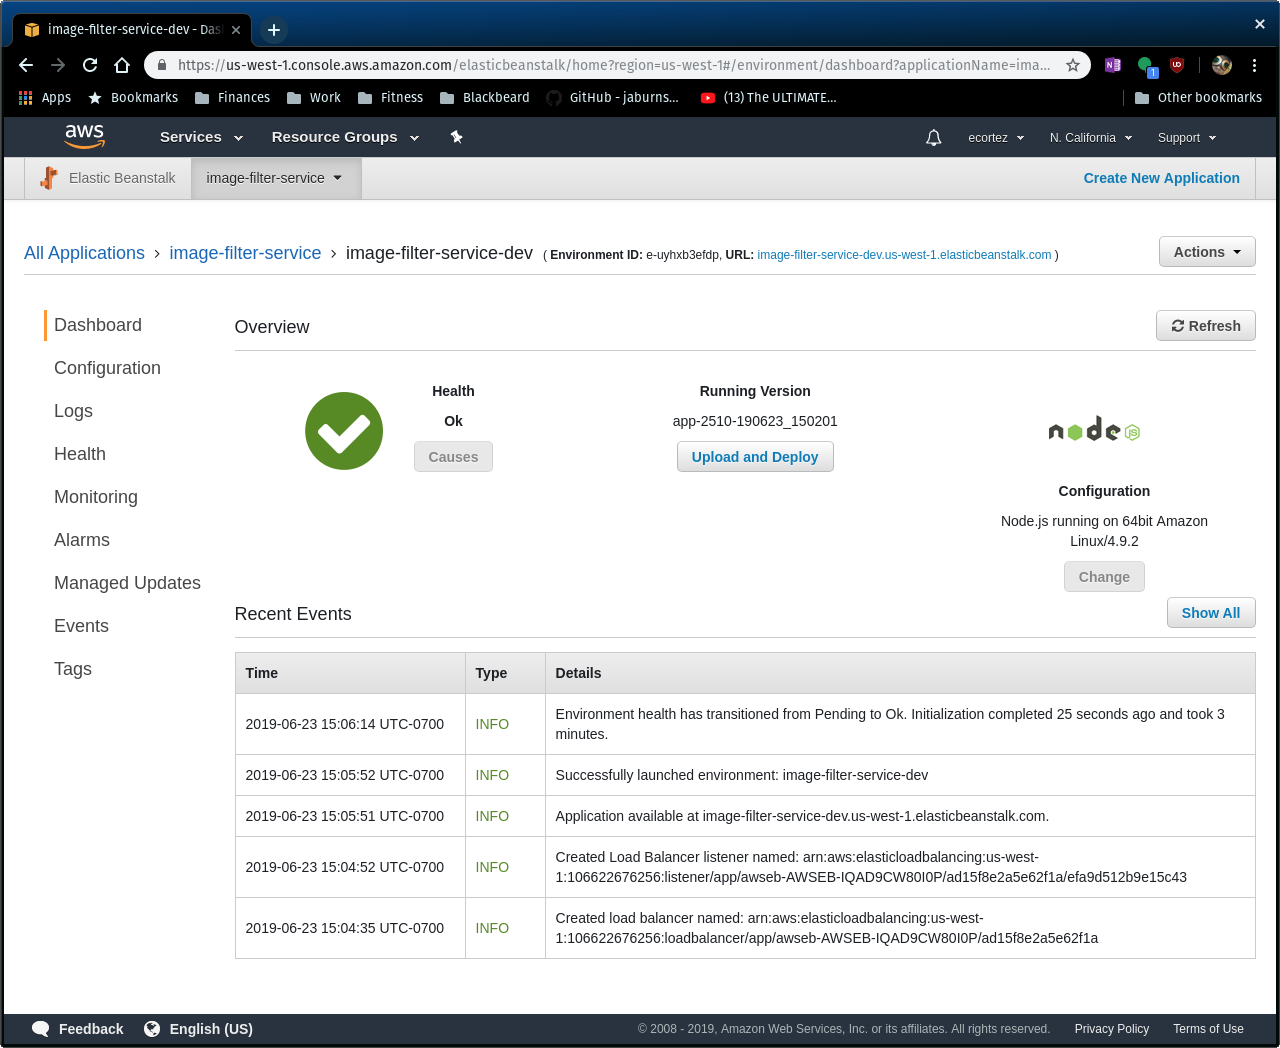 image-filter-service-dev - Das
https://us-west-1.console.aws.amazon.com/elasticbeanstalk/home?region=us-west-1#/environment/dashboard?applicationName=ima...
N
1
Apps Bookmarks Finances Work Fitness Blackbeard GitHub - jaburns... (13) The ULTIMATE... Other bookmarks
aws Services Resource Groups ecortez N. California Support
Elastic Beanstalk image-filter-service Create New Application
All Applications > image-filter-service > image-filter-service-dev ( Environment ID: e-uyhxb3efdp, URL: image-filter-service-dev.us-west-1.elasticbeanstalk.com ) Actions
Dashboard
Configuration
Logs
Health
Monitoring
Alarms
Managed Updates
Events
Tags
Overview Refresh
Health
Ok
Causes
Running Version
app-2510-190623_150201
Upload and Deploy
node JS
Configuration
Node.js running on 64bit Amazon
Linux/4.9.2
Change
Recent Events Show All
Time Type Details
2019-06-23 15:06:14 UTC-0700 INFO Environment health has transitioned from Pending to Ok. Initialization completed 25 seconds ago and took 3
minutes.
2019-06-23 15:05:52 UTC-0700 INFO Successfully launched environment: image-filter-service-dev
2019-06-23 15:05:51 UTC-0700 INFO Application available at image-filter-service-dev.us-west-1.elasticbeanstalk.com.
2019-06-23 15:04:52 UTC-0700 INFO Created Load Balancer listener named: arn:aws:elasticloadbalancing:us-west-
1:106622676256:listener/app/awseb-AWSEB-IQAD9CW80I0P/ad15f8e2a5e62f1a/efa9d512b9e15c43
2019-06-23 15:04:35 UTC-0700 INFO Created load balancer named: arn:aws:elasticloadbalancing:us-west-
1:106622676256:loadbalancer/app/awseb-AWSEB-IQAD9CW80I0P/ad15f8e2a5e62f1a
Feedback English (US) © 2008 - 2019, Amazon Web Services, Inc. or its affiliates. All rights reserved. Privacy Policy Terms of Use